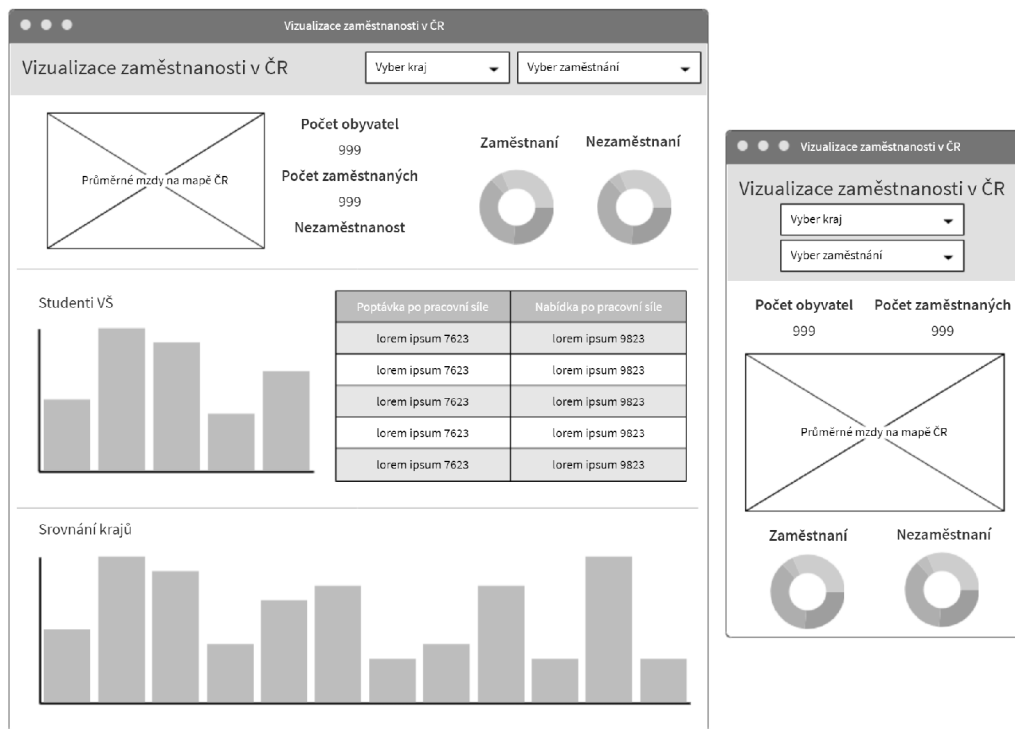 Vizualizace zaměstnanosti v ČR
Vizualizace zaměstnanosti v ČR
Vyber kraj
Vyber zaměstnání
Průměrné mzdy na mapě ČR
Počet obyvatel
999
Počet zaměstnaných
999
Nezaměstnanost
Zaměstnaní
Nezaměstnaní
Studenti VŠ
Poptávka po pracovní síle
Nabídka po pracovní síle
lorem ipsum 7623
lorem ipsum 9823
lorem ipsum 7623
lorem ipsum 9823
lorem ipsum 7623
lorem ipsum 9823
lorem ipsum 7623
lorem ipsum 9823
lorem ipsum 7623
lorem ipsum 9823
Srovnání krajů
Vizualizace zaměstnanosti v ČR
Vizualizace zaměstnanosti v ČR
Vyber kraj
Vyber zaměstnání
Počet obyvatel
Počet zaměstnaných
999
999
Průměrné mzdy na mapě ČR
Zaměstnaní
Nezaměstnaní